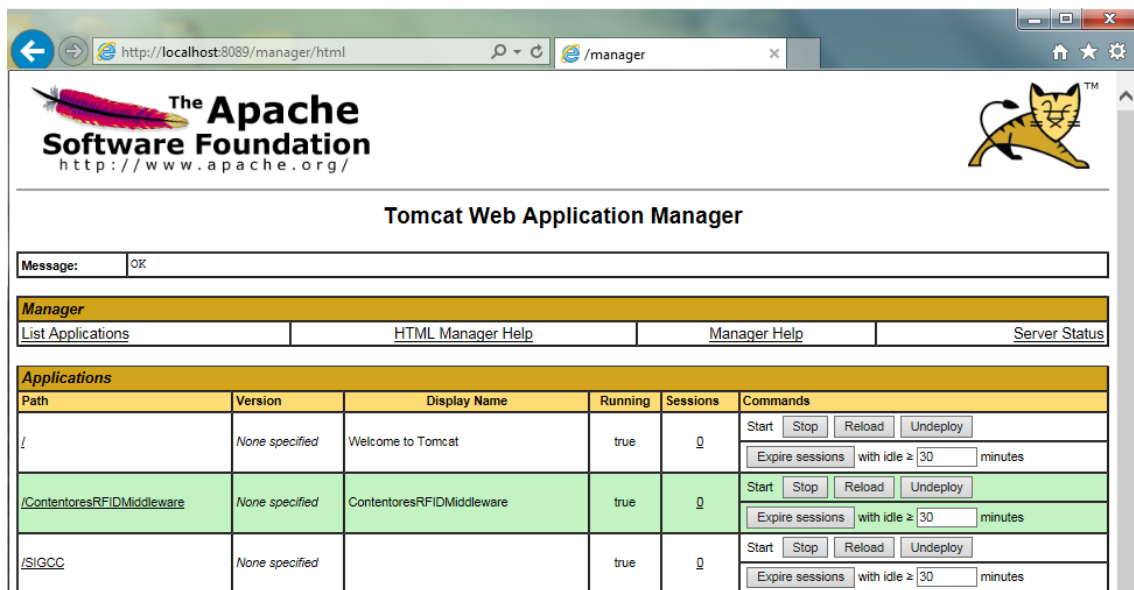 http://localhost:8089/manager/html
/manager
The Apache
Software Foundation
http://www.apache.org/
TM
Tomcat Web Application Manager
Message: OK
Manager
List Applications HTML Manager Help Manager Help Server Status
Applications
Path Version Display Name Running Sessions Commands
/ None specified Welcome to Tomcat true 0 Start Stop Reload Undeploy
Expire sessions with idle ≥ 30 minutes
/ContentoresRFIDMiddleware None specified ContentoresRFIDMiddleware true 0 Start Stop Reload Undeploy
Expire sessions with idle ≥ 30 minutes
/SIGCC None specified true 0 Start Stop Reload Undeploy
Expire sessions with idle ≥ 30 minutes